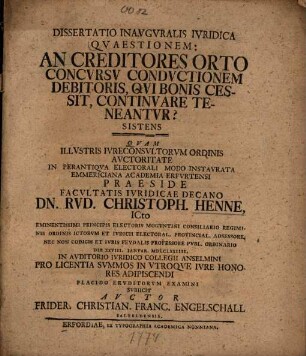 DISSERTATIO INAVGVRALIS IVRIDICA
QVAESTIONEM:
AN CREDITORES ORTO
CONCVRSV CONDVCTIONEM
DEBITORIS, QVI BONIS CES-
SIT, CONTINVARE TE-
NEANTVR?
SISTENS
QVAM
ILLVSTRIS IVRECONSVLTORVM ORDINIS
AVCTORITATE
IN PERANTIQVA ELECTORALI MODO INSTAVRATA
EMMERICIANA ACADEMIA ERFVRTENSI
PRAESIDE
FACVLTATIS IVRIDICAE DECANO
DN. RVD. CHRISTOPH. HENNE,
ICto
EMINENTISSIMI PRINCIPIS ELECTORIS MOGVNTINI CONSILIARIO REGIMI-
NIS ORDINIS ICTORVM ET IVDICII ELECTORAL. PROVINCIAL. ADSESSORE,
NEC NON CODICIS ET IVRIS FEVDALIS PROFESSORE PVBL. ORDINARIO
IN AUDITORIO IVRIDICO COLLEGII ANSELMINI
PRO LICENTIA SVMMOS IN VTROQVE IVRE HONO-
RES ADIPISCENDI
PLACIDO ERVDITORVM EXAMINI
SVBIICIT
AVCTOR
FRIDER. CHRISTIAN. FRANC. ENGELSCHALL
ERFORDIAE, EX TYPOGRAPHIA ACADEMICA NONNIANA.
1774